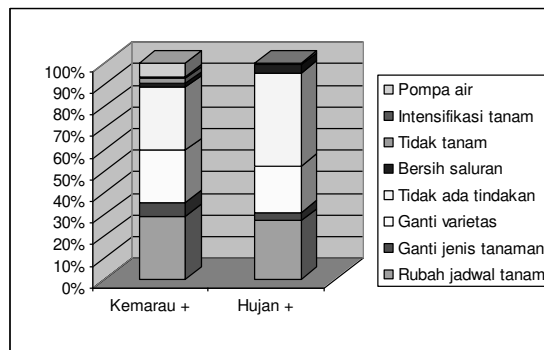 100%
90%
80%
70%
60%
50%
40%
30%
20%
10%
0%
Kemarau +
Hujan +
Pompa air
Intensifikasi tanam
Tidak tanam
Bersih saluran
Tidak ada tindakan
Ganti varietas
Ganti jenis tanaman
Rubah jadwal tanam